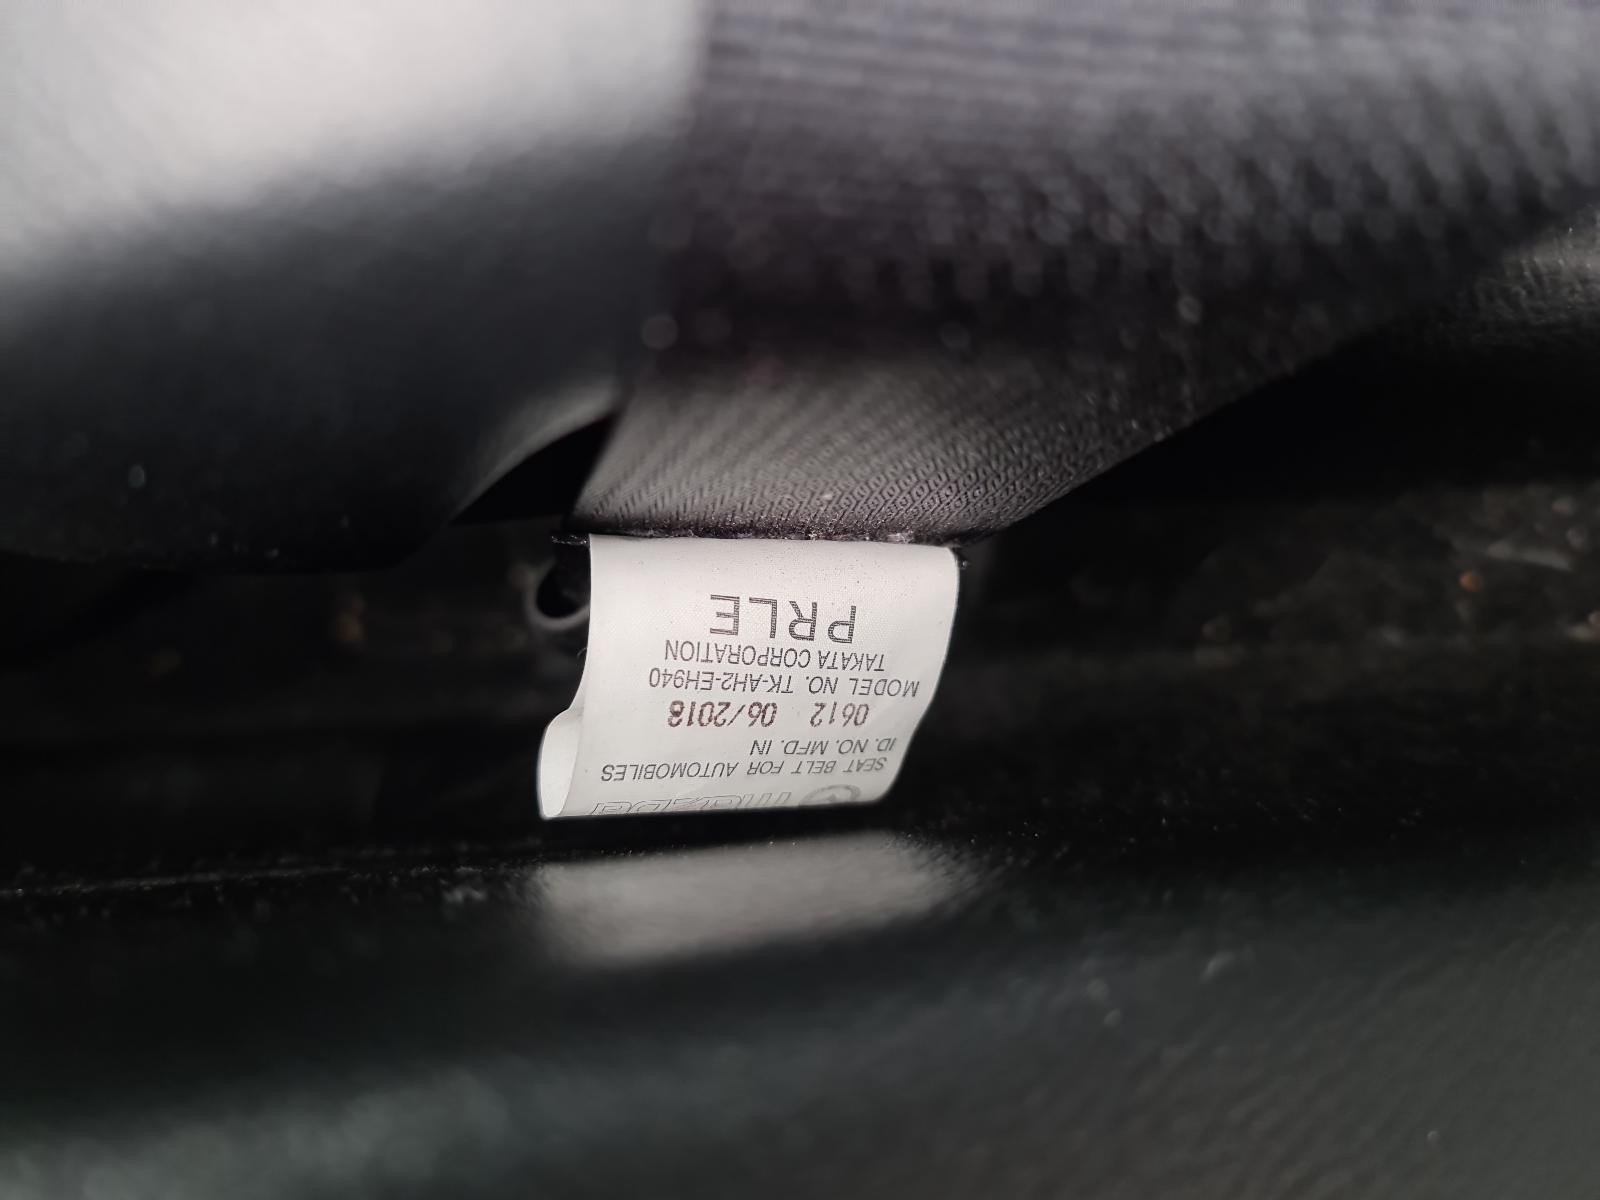 mazda
SEAT BELT FOR AUTOMOBILES
ID. NO. MFD. IN
0612 06/2018
MODEL NO. TK-AH2-EH940
TAKATA CORPORATION
PRLE